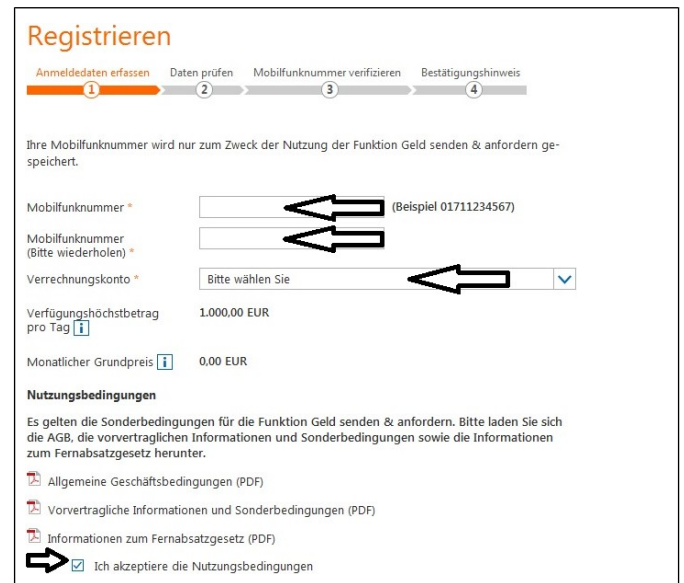 Registrieren
Anmeldedaten erfassen Daten prüfen Mobilfunknummer verifizieren Bestätigungshinweis
1 2 3 4
Ihre Mobilfunknummer wird nur zum Zweck der Nutzung der Funktion Geld senden & anfordern ge-
speichert.
Mobilfunknummer * (Beispiel 01711234567)
Mobilfunknummer
(Bitte wiederholen) *
Verrechnungskonto * Bitte wählen Sie
Verfügungshöchstbetrag 1.000,00 EUR
pro Tag i
Monatlicher Grundpreis i 0,00 EUR
Nutzungsbedingungen
Es gelten die Sonderbedingungen für die Funktion Geld senden & anfordern. Bitte laden Sie sich
die AGB, die vorvertraglichen Informationen und Sonderbedingungen sowie die Informationen
zum Fernabsatzgesetz herunter.
Allgemeine Geschäftsbedingungen (PDF)
Vorvertragliche Informationen und Sonderbedingungen (PDF)
Informationen zum Fernabsatzgesetz (PDF)
Ich akzeptiere die Nutzungsbedingungen